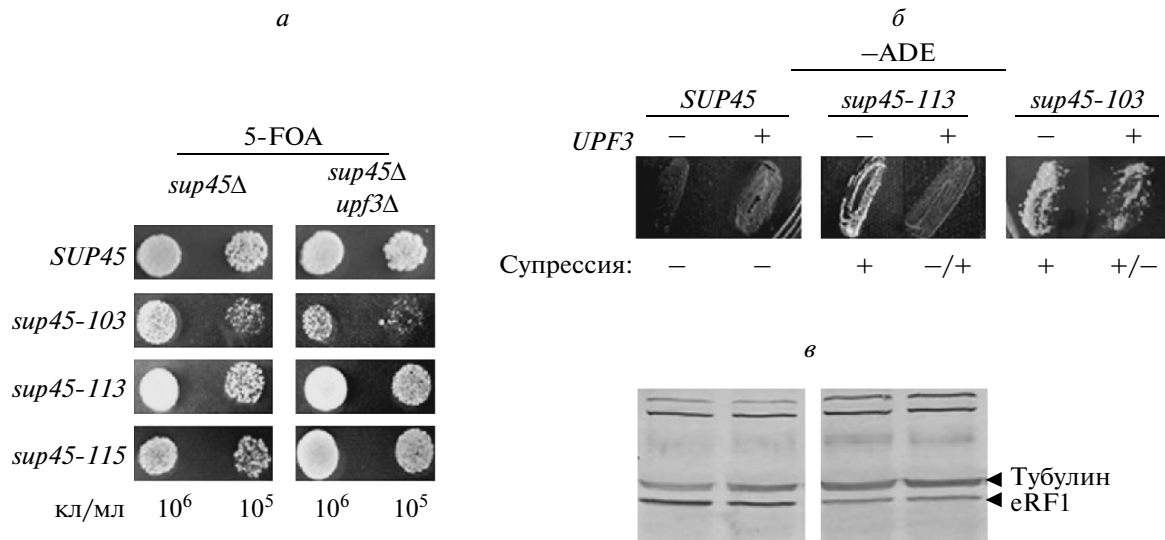 а
5-FOA
sup45Δ
sup45Δ
upf3Δ
SUP45
sup45-103
sup45-113
sup45-115
кл/мл
10⁶
10⁵
10⁶
10⁵
б
−ADE
SUP45
sup45-113
sup45-103
UPF3
−
+
−
+
−
+
Супрессия:
−
−
+
−/+
+
+/−
в
Тубулин
eRF1